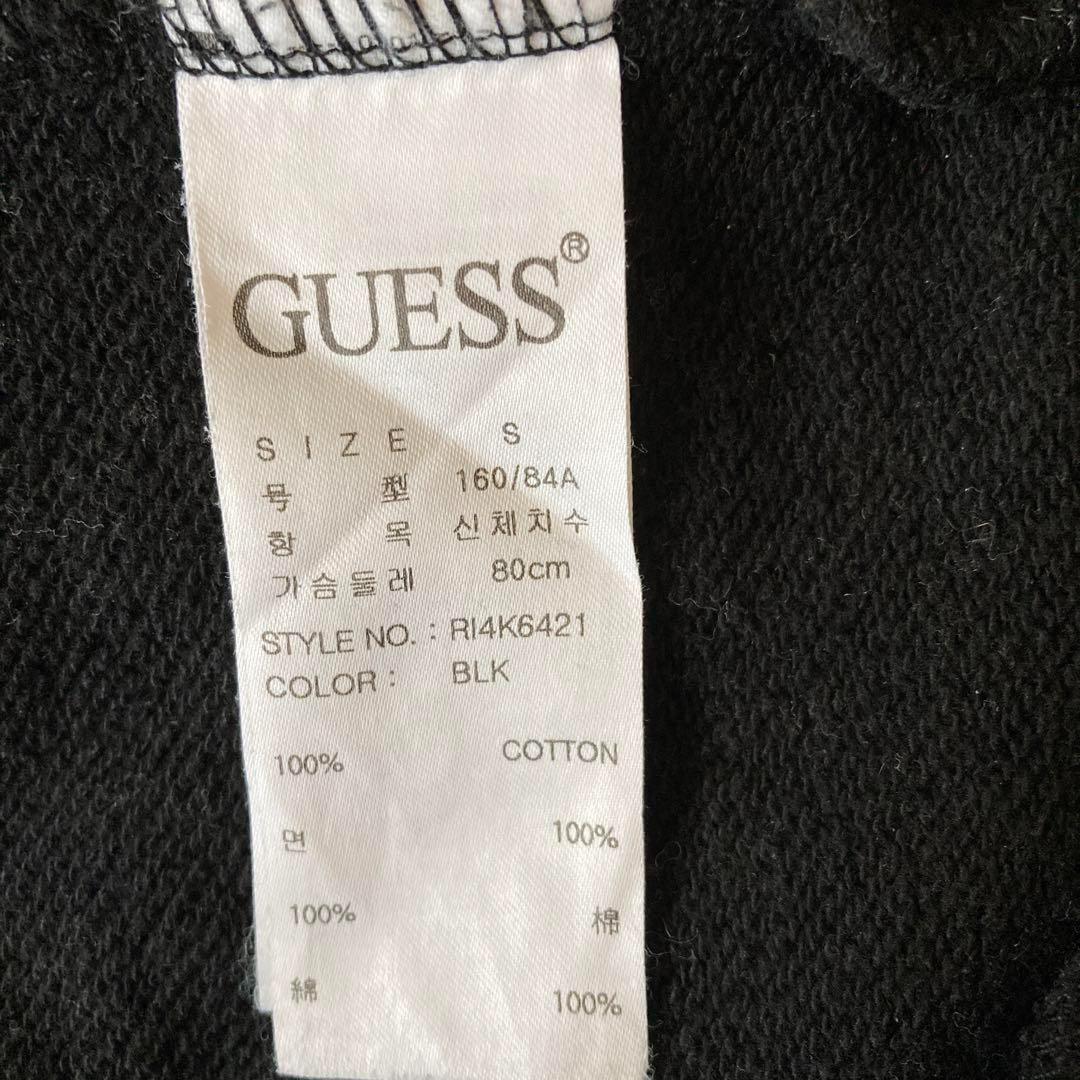 GUESS®
SIZE S
号 型 160/84A
항 목 신체치수
가슴둘레 80cm
STYLE NO. : RI4K6421
COLOR : BLK
100% COTTON
면 100%
100% 棉
綿 100%